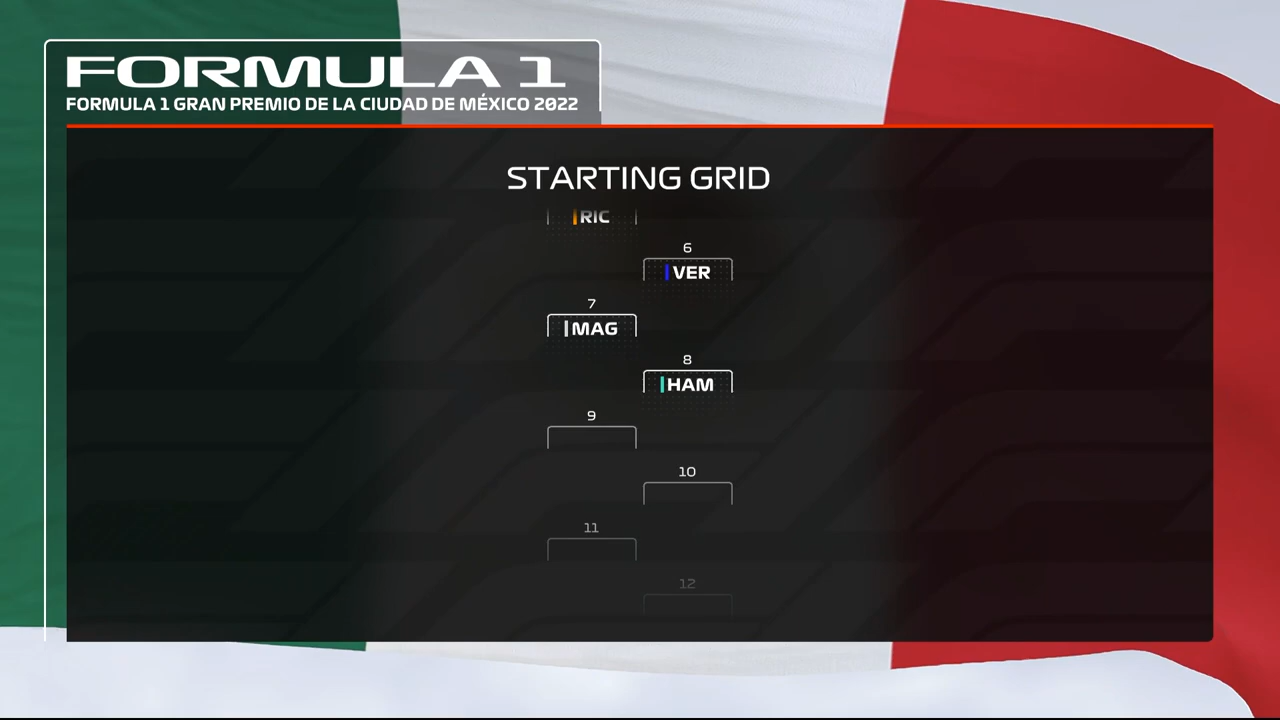 FORMULA 1
FORMULA 1 GRAN PREMIO DE LA CIUDAD DE MÉXICO 2022
STARTING GRID
RIC
6
VER
7
MAG
8
HAM
9
10
11
12